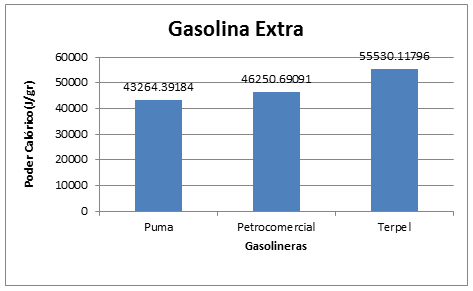 Gasolina Extra
Poder Calórico(J/gr)
60000
50000
40000
30000
20000
10000
0
43264.39184
46250.69091
55530.11796
Puma
Petrocomercial
Terpel
Gasolineras